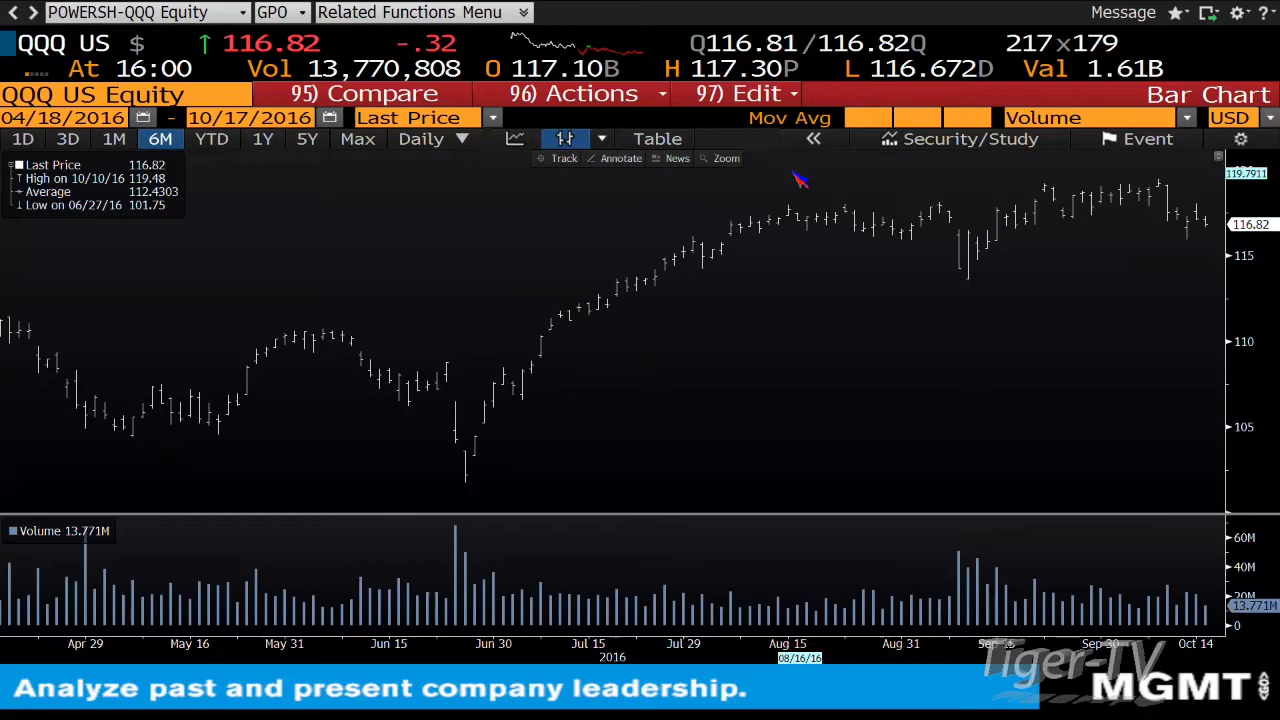 POWERSH-QQQ Equity GPO Related Functions Menu Message
QQQ US $ ↑ 116.82 -.32 Q116.81 / 116.82Q 217 x 179
At 16:00 Vol 13,770,808 O 117.10B H 117.30P L 116.672D Val 1.61B
QQQ US Equity 95) Compare 96) Actions 97) Edit Bar Chart
04/18/2016 - 10/17/2016 Last Price Mov Avg Volume USD
1D 3D 1M 6M YTD 1Y 5Y Max Daily ▼ Table « Security/Study Event
Track Annotate News Zoom
Last Price 116.82
High on 10/10/16 119.48
Average 112.4303
Low on 06/27/16 101.75
119.7911
116.82
115
110
105
Volume 13.771M
60M
40M
20M
13.771M
0
Apr 29 May 16 May 31 Jun 15 Jun 30 Jul 15 Jul 29 Aug 15 Aug 31 Sep 15 Sep 30 Oct 14
2016 08/16/16
Tiger-TV
Analyze past and present company leadership. MGMT GO